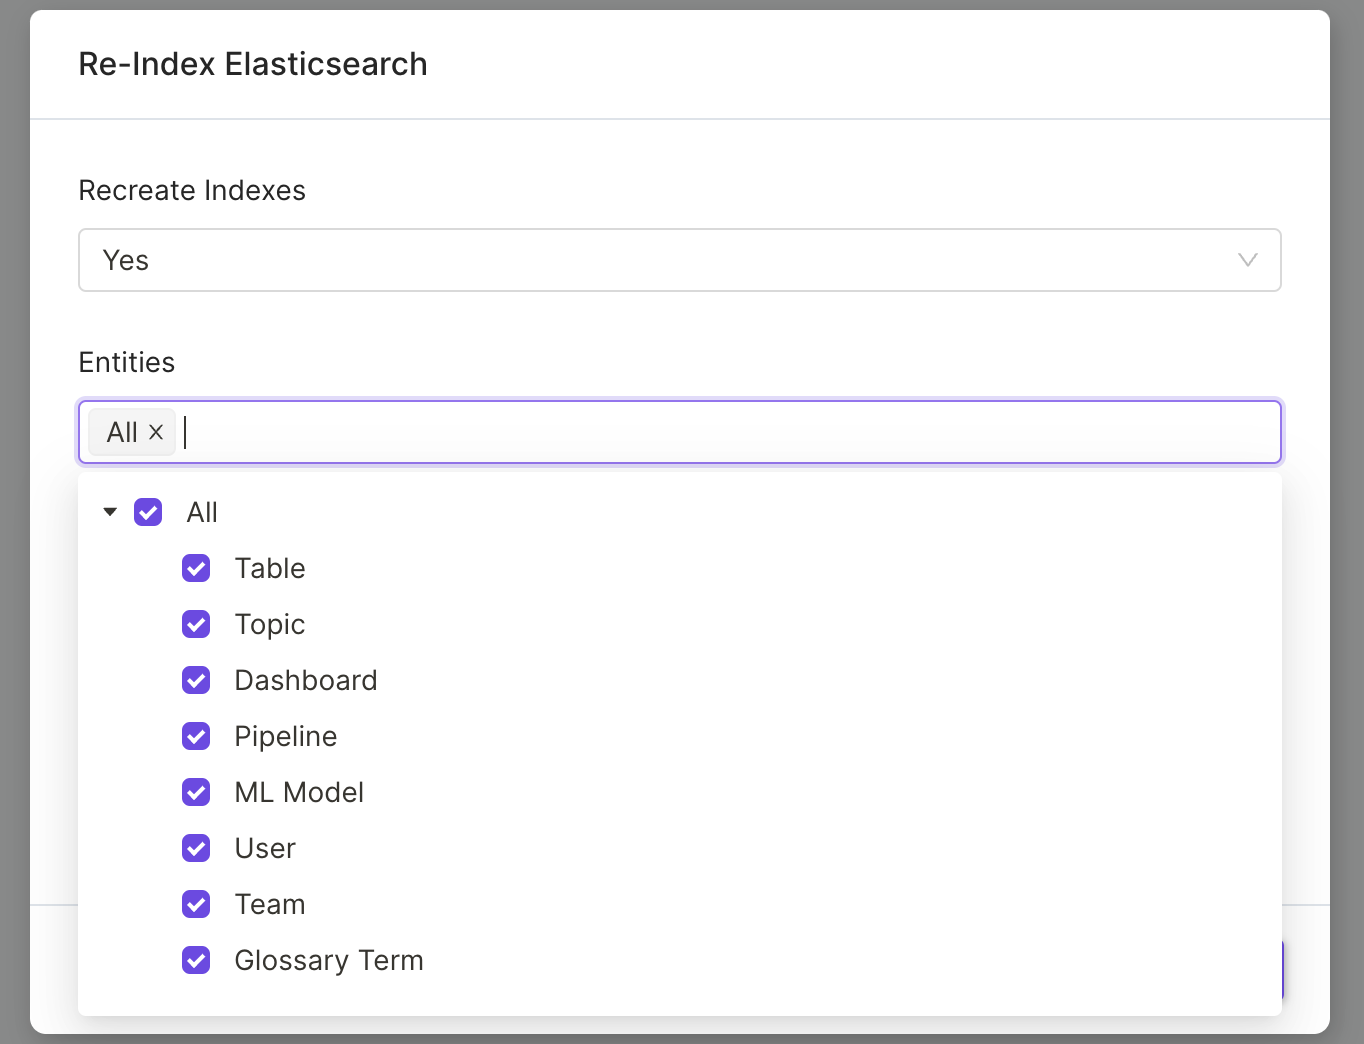 Re-Index Elasticsearch
Recreate Indexes
Yes
Entities
All
All
Table
Topic
Dashboard
Pipeline
ML Model
User
Team
Glossary Term